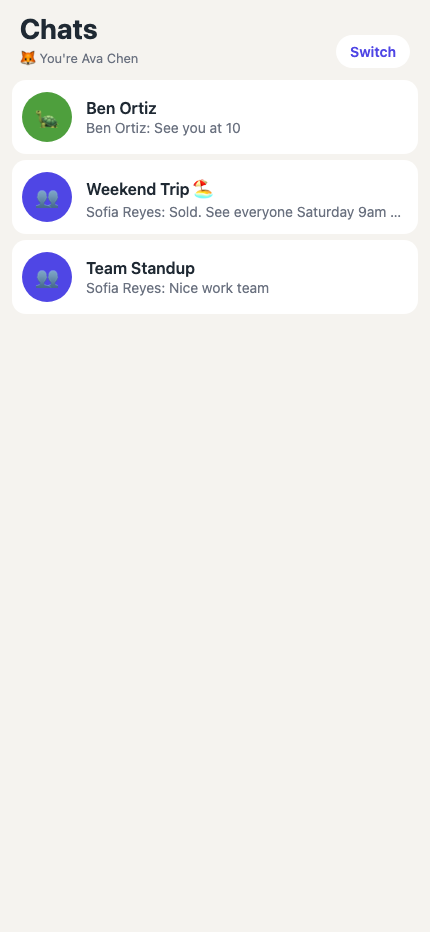 Chats
🦊 You're Ava Chen
Switch
Ben Ortiz
Ben Ortiz: See you at 10
Weekend Trip 🏖️
Sofia Reyes: Sold. See everyone Saturday 9am ...
Team Standup
Sofia Reyes: Nice work team